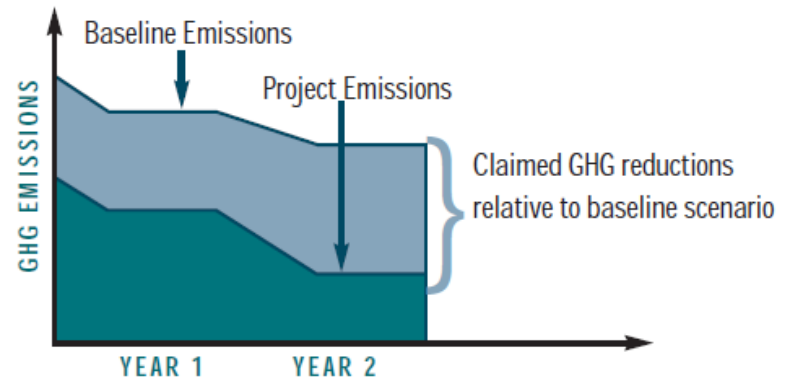 Baseline Emissions
Project Emissions
GHG EMISSIONS
Claimed GHG reductions
relative to baseline scenario
YEAR 1
YEAR 2